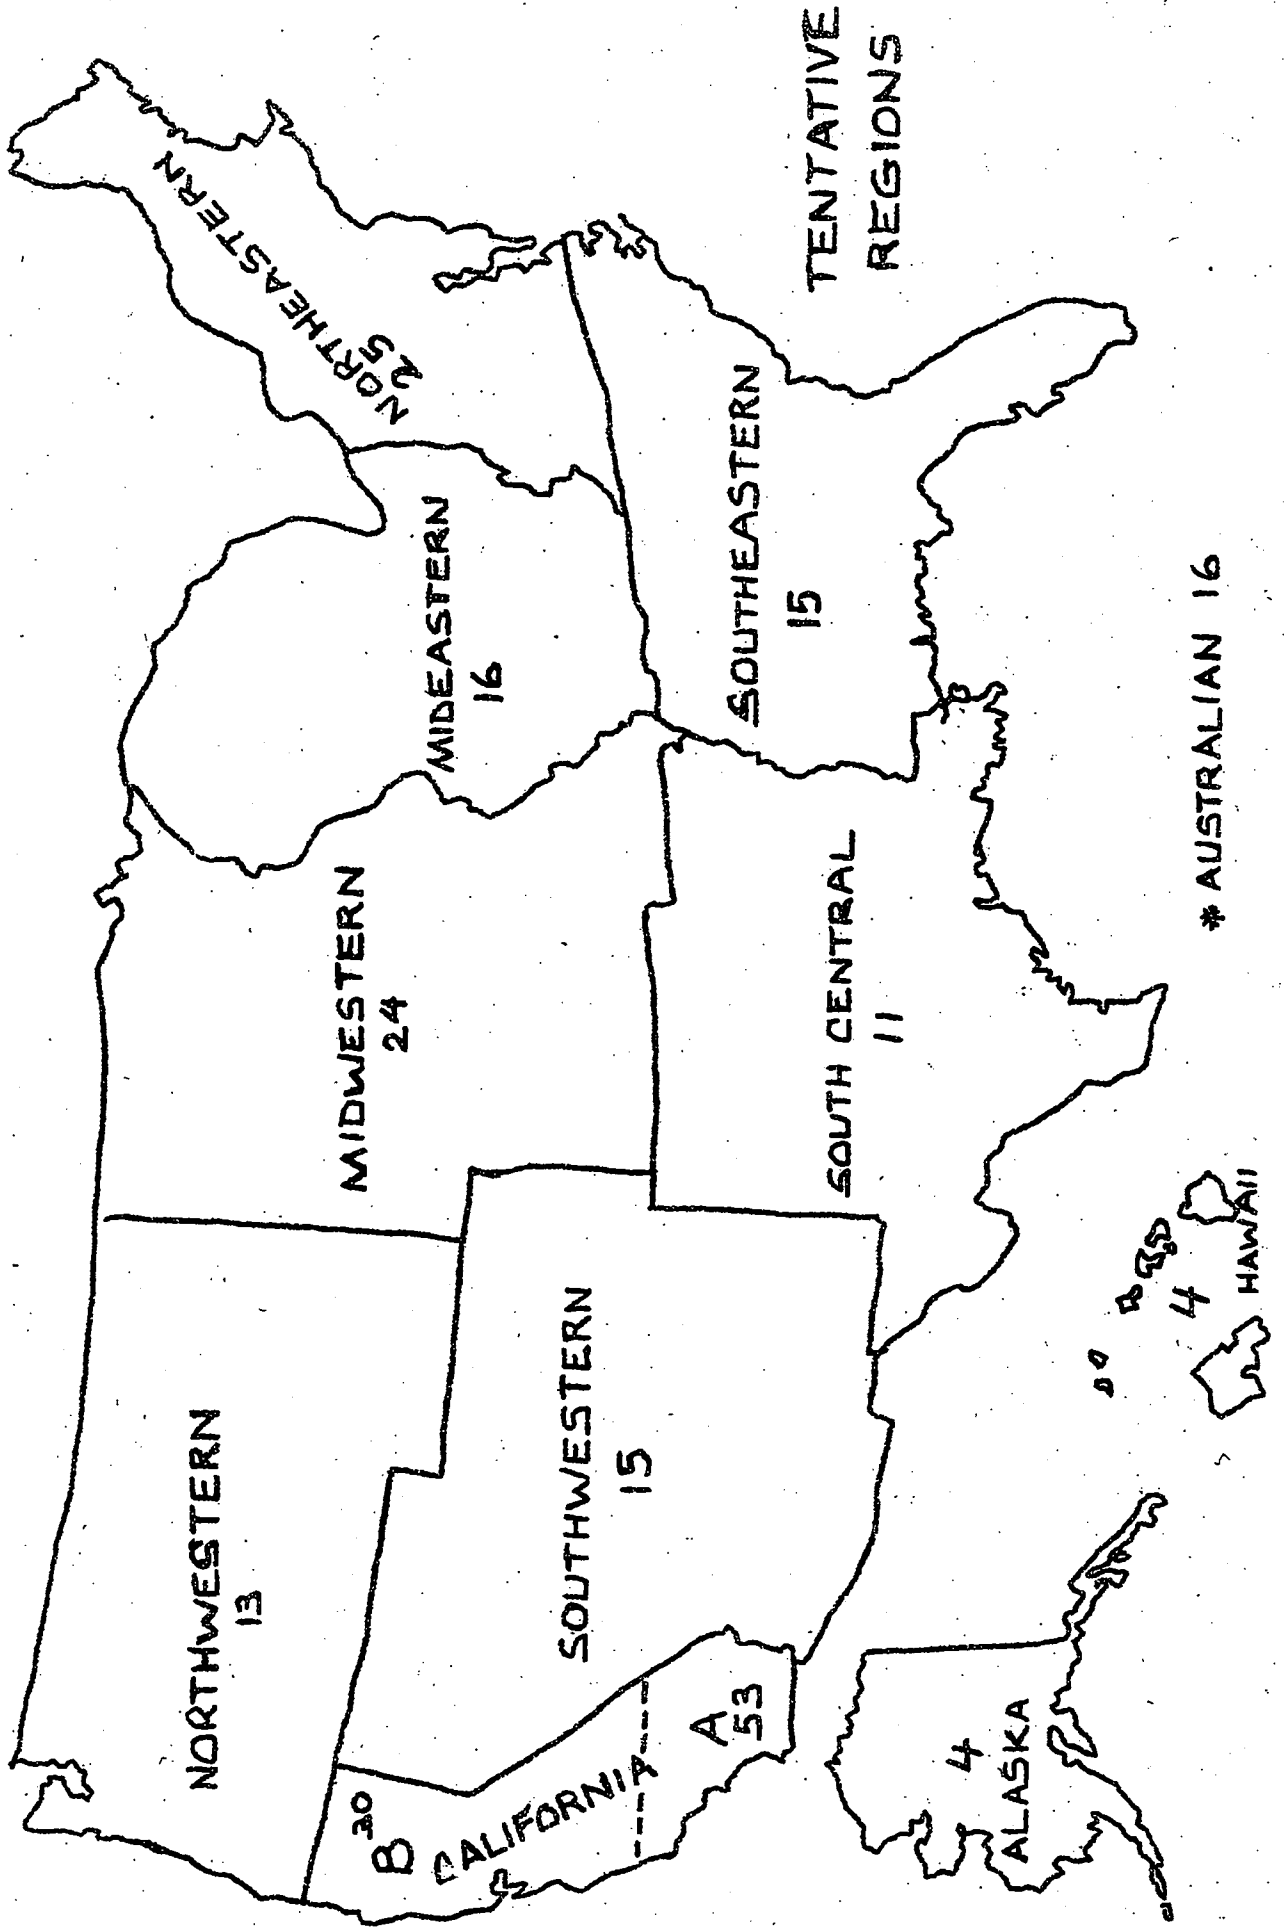 NORTHWESTERN
13
MIDWESTERN
24
MIDEASTERN
16
NORTHEASTERN
25
B 20
CALIFORNIA
A
53
SOUTHWESTERN
15
SOUTH CENTRAL
11
SOUTHEASTERN
15
TENTATIVE
REGIONS
4
ALASKA
4
HAWAII
* AUSTRALIAN 16